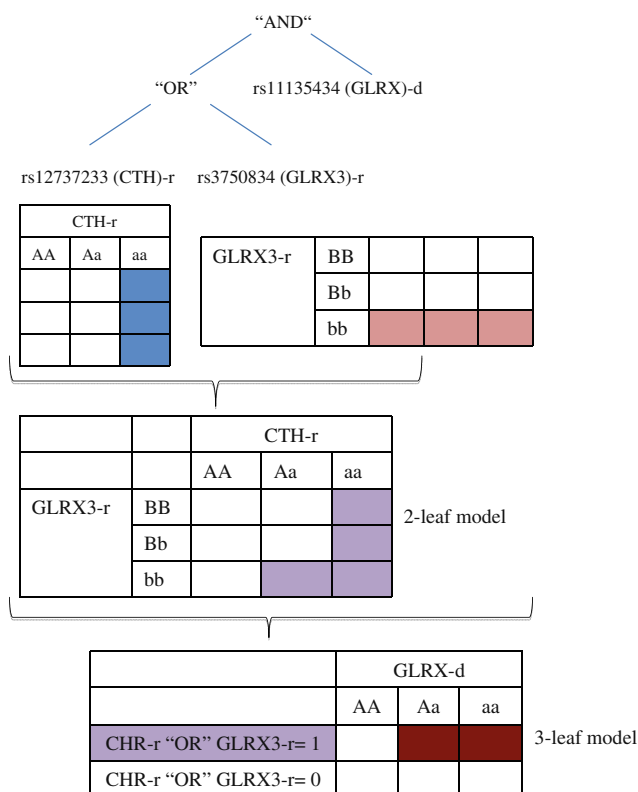 “AND“
“OR”
rs11135434 (GLRX)-d
rs12737233 (CTH)-r
rs3750834 (GLRX3)-r
CTH-r
AA Aa aa
GLRX3-r BB
Bb
bb
CTH-r
AA Aa aa
GLRX3-r BB
Bb
bb
2-leaf model
GLRX-d
AA Aa aa
CHR-r “OR” GLRX3-r= 1
3-leaf model
CHR-r “OR” GLRX3-r= 0